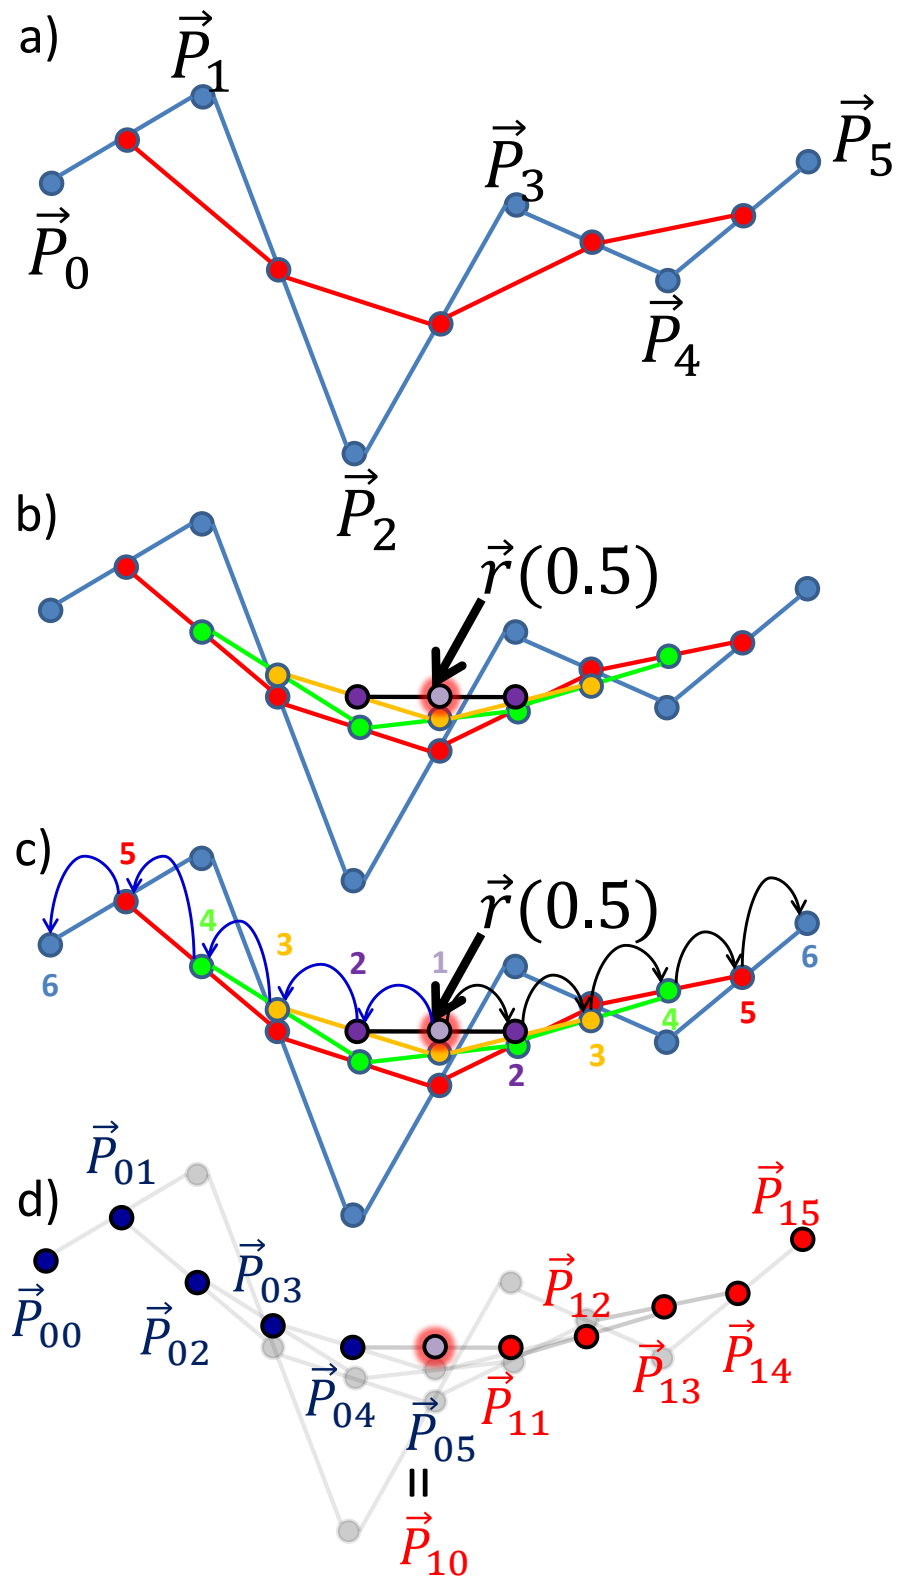 a)
P⃗₁
P⃗₃
P⃗₅
P⃗₀
P⃗₄
P⃗₂
b)
r⃗(0.5)
c)
5
r⃗(0.5)
4
3
2
1
6
6
5
4
3
2
P⃗₀₁
d)
P⃗₁₅
P⃗₀₃
P⃗₁₂
P⃗₀₀
P⃗₀₂
P⃗₁₄
P⃗₁₃
P⃗₀₄
P⃗₁₁
P⃗₀₅
=
P⃗₁₀